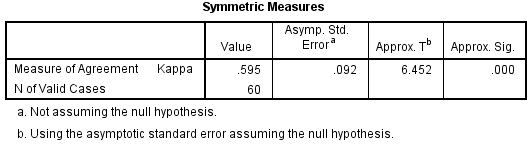 Symmetric Measures
Value Asymp. Std. Error a Approx. T b Approx. Sig.
Measure of Agreement Kappa .595 .092 6.452 .000
N of Valid Cases 60
a. Not assuming the null hypothesis.
b. Using the asymptotic standard error assuming the null hypothesis.